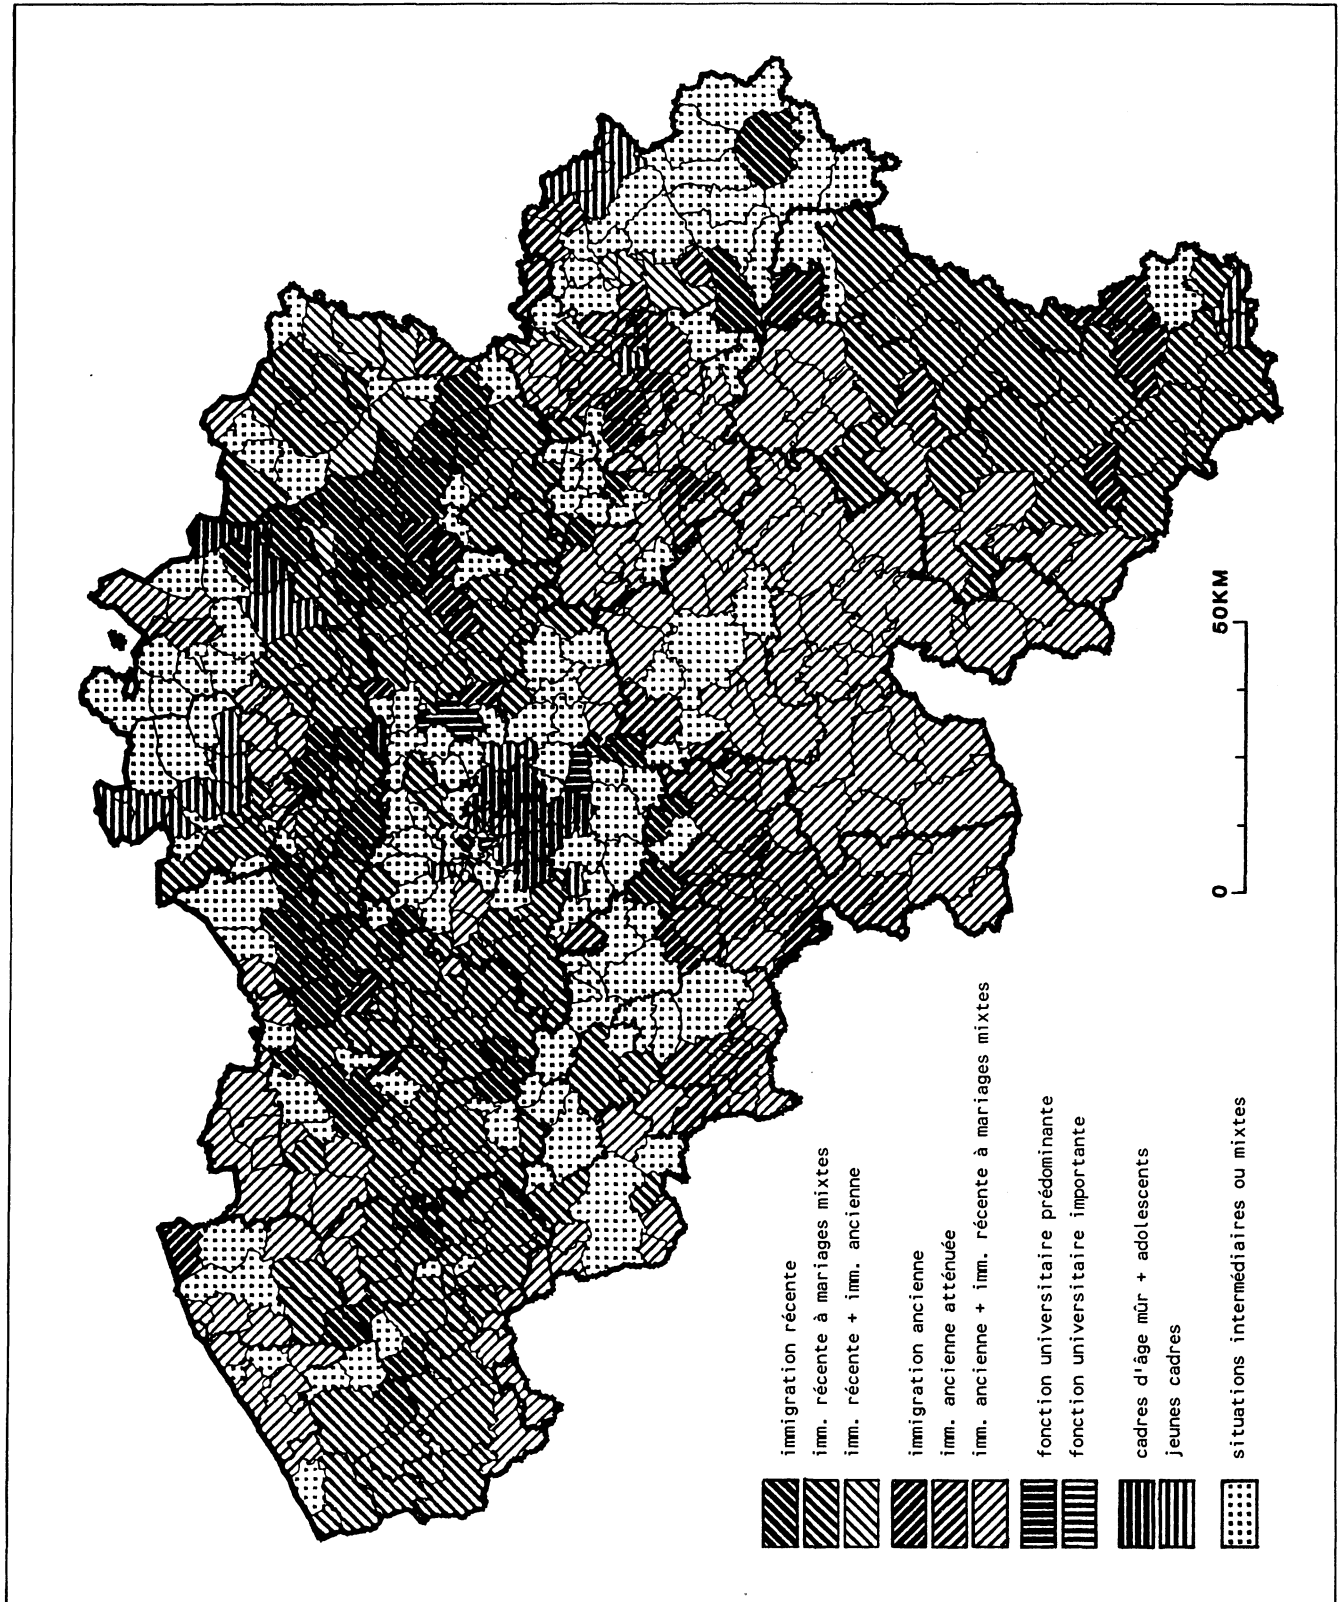 immigration récente
imm. récente à mariages mixtes
imm. récente + imm. ancienne
immigration ancienne
imm. ancienne atténuée
imm. ancienne + imm. récente à mariages mixtes
fonction universitaire prédominante
fonction universitaire importante
cadres d'âge mûr + adolescents
jeunes cadres
situations intermédiaires ou mixtes
0 50KM